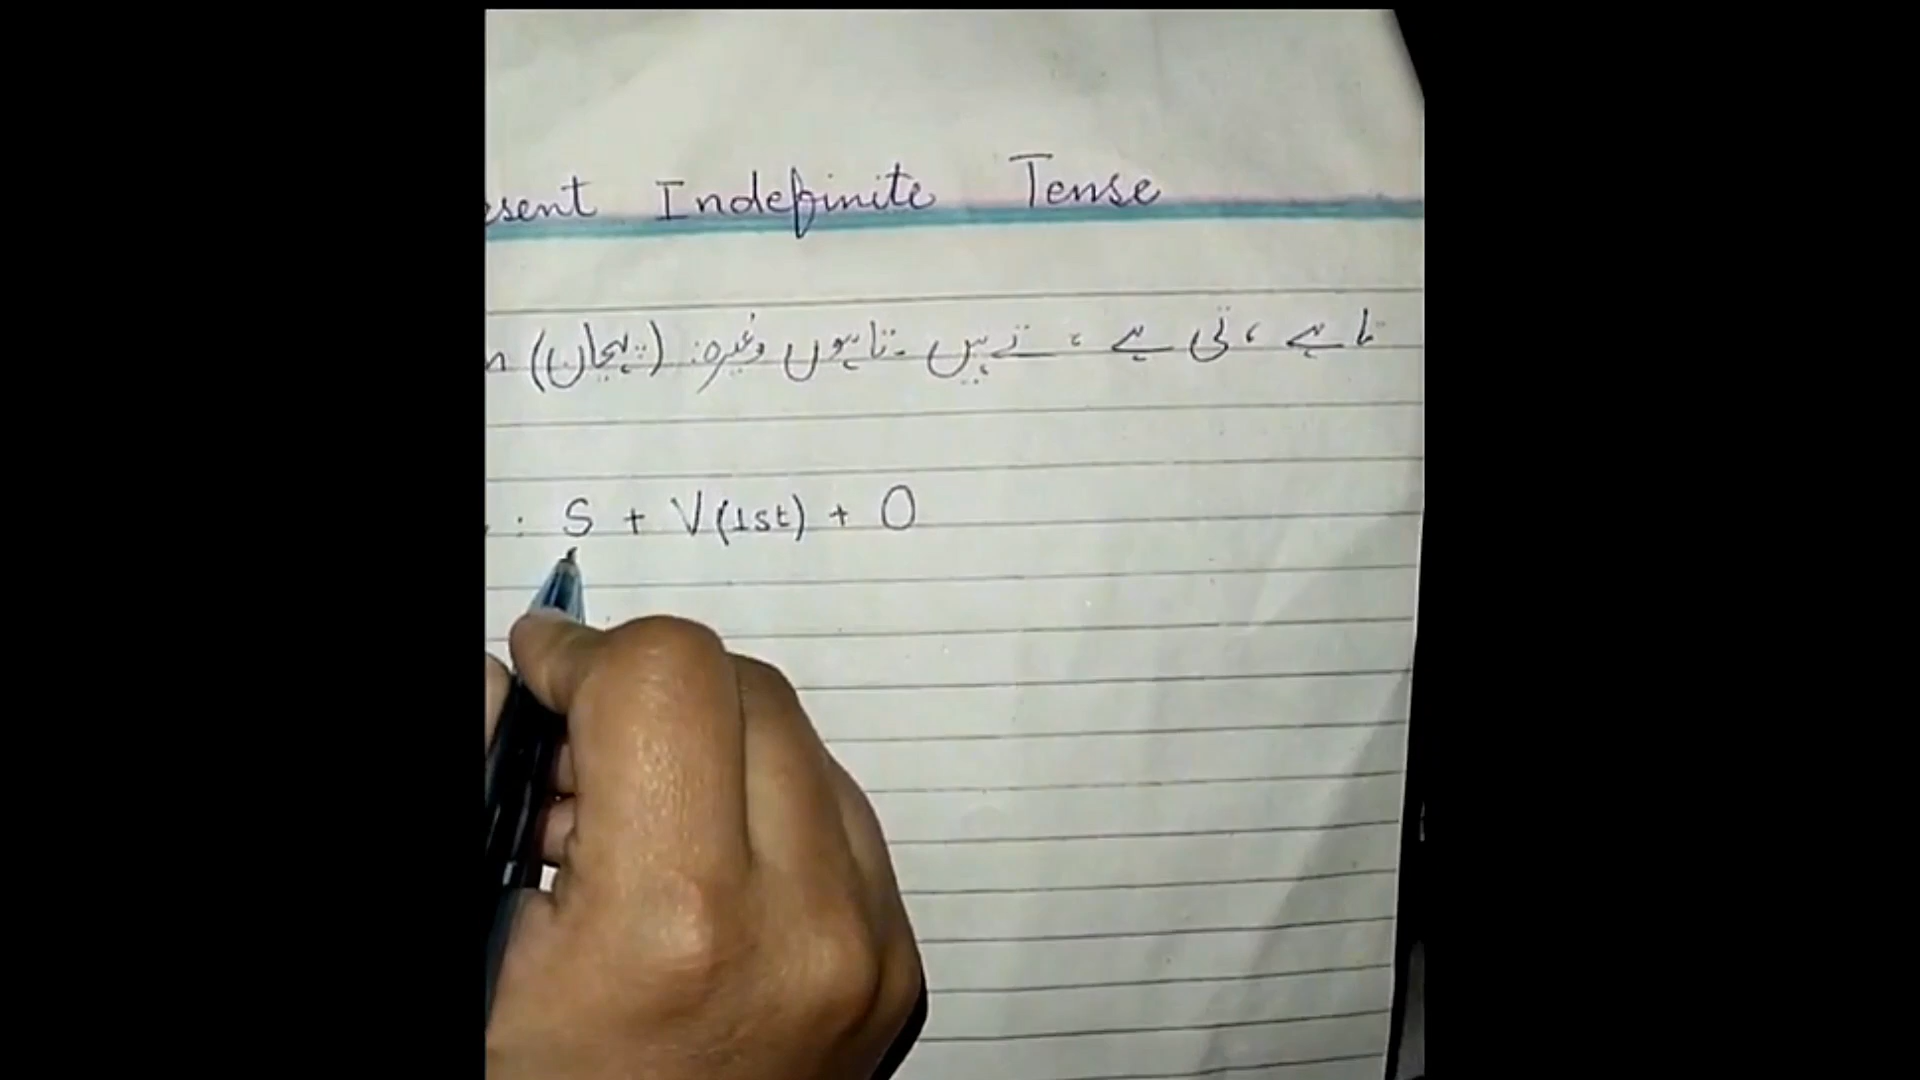 esent Indefinite Tense
n (پہچان) تا ہے ، تی ہے ، تے ہیں ۔ تا ہوں وغیرہ:
: S + V(1st) + O